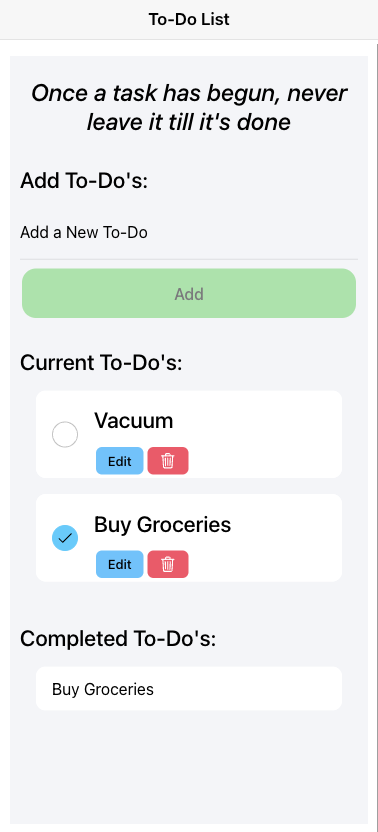 To-Do List
Once a task has begun, never
leave it till it's done
Add To-Do's:
Add a New To-Do
Add
Current To-Do's:
Vacuum
Edit
Buy Groceries
Edit
Completed To-Do's:
Buy Groceries